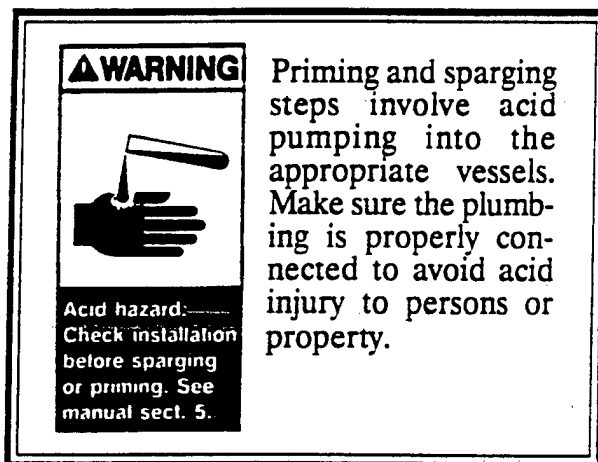 WARNING
Acid hazard:
Check installation
before sparging
or priming. See
manual sect. 5.
Priming and sparging
steps involve acid
pumping into the
appropriate vessels.
Make sure the plumb-
ing is properly con-
nected to avoid acid
injury to persons or
property.